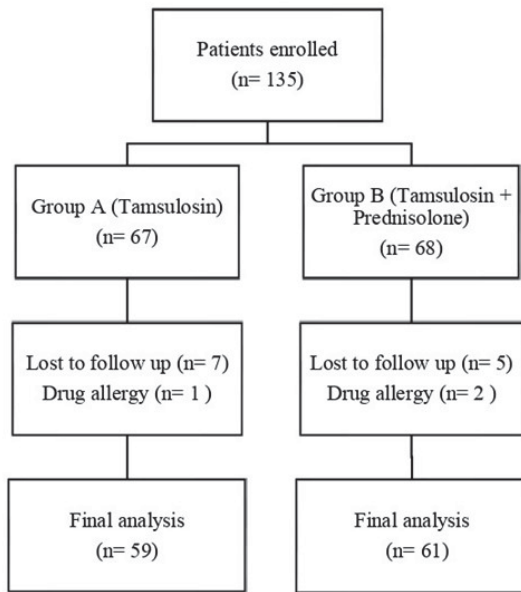 Patients enrolled
(n= 135)
Group A (Tamsulosin)
(n= 67)
Group B (Tamsulosin +
Prednisolone)
(n= 68)
Lost to follow up (n= 7)
Drug allergy (n= 1 )
Lost to follow up (n= 5)
Drug allergy (n= 2 )
Final analysis
(n= 59)
Final analysis
(n= 61)